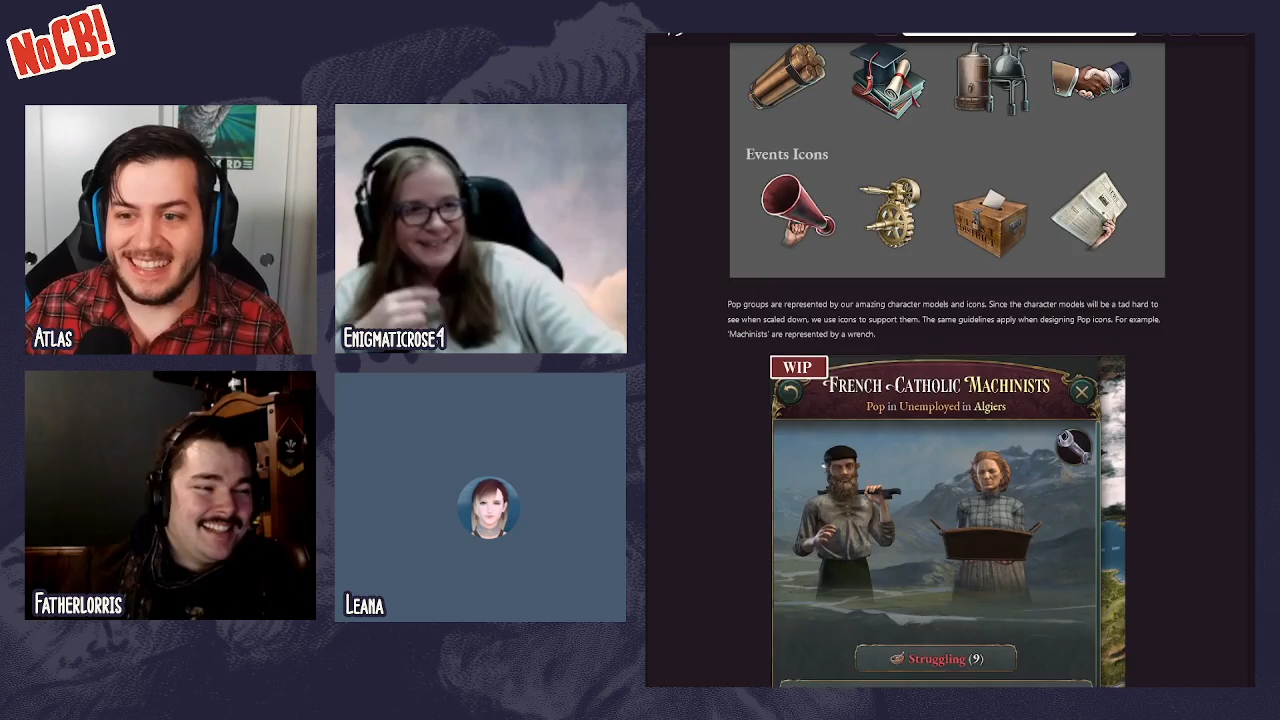 NoCB!
Atlas
Enigmaticrose4
Fatherlorris
Leana
Events Icons
NEWS
Pop groups are represented by our amazing character models and icons. Since the character models will be a tad hard to
see when scaled down, we use icons to support them. The same guidelines apply when designing Pop icons. For example,
'Machinists' are represented by a wrench.
WIP
French Catholic Machinists
Pop in Unemployed in Algiers
Struggling (9)